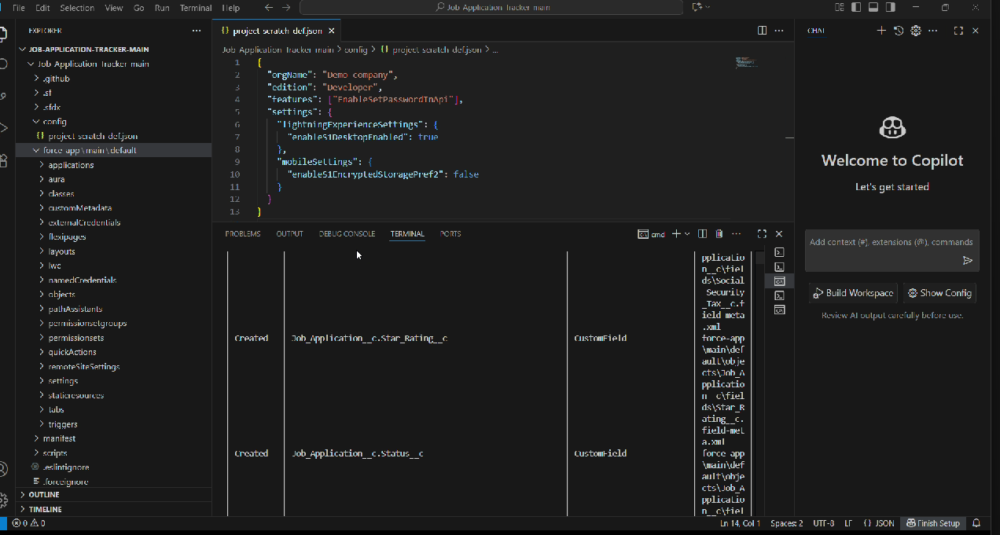 File Edit Selection View Go Run Terminal Help
Job-Application-Tracker-main
EXPLORER
JOB-APPLICATION-TRACKER-MAIN
Job-Application-Tracker-main
.github
.sf
.sfdx
config
{} project-scratch-def.json
force-app\main\default
applications
aura
classes
customMetadata
externalCredentials
flexipages
layouts
lwc
namedCredentials
objects
pathAssistants
permissionsetgroups
permissionsets
quickActions
remoteSiteSettings
settings
staticresources
tabs
triggers
manifest
scripts
.eslintignore
.forceignore
OUTLINE
TIMELINE
{} project-scratch-def.json
Job-Application-Tracker-main > config > {} project-scratch-def.json > ...
1 {
2 "orgName": "Demo company",
3 "edition": "Developer",
4 "features": ["EnableSetPasswordInApi"],
5 "settings": {
6 "lightningExperienceSettings": {
7 "enableS1DesktopEnabled": true
8 },
9 "mobileSettings": {
10 "enableS1EncryptedStoragePref2": false
11 }
12 }
13 }
PROBLEMS OUTPUT DEBUG CONSOLE TERMINAL PORTS
cmd
pplicatio
n__c\fiel
ds\Social
_Security
_Tax__c.f
ield-meta
.xml
Created Job_Application__c.Star_Rating__c CustomField force-app
\main\def
ault\obje
cts\Job_A
pplicatio
n__c\fiel
ds\Star_R
ating__c.
field-met
a.xml
Created Job_Application__c.Status__c CustomField force-app
\main\def
ault\obje
cts\Job_A
pplicatio
n__c\fiel
CHAT
Welcome to Copilot
Let's get started
Add context (#), extensions (@), commands
Build Workspace Show Config
Review AI output carefully before use.
0 0
Ln 14, Col 1 Spaces: 2 UTF-8 LF {} JSON Finish Setup